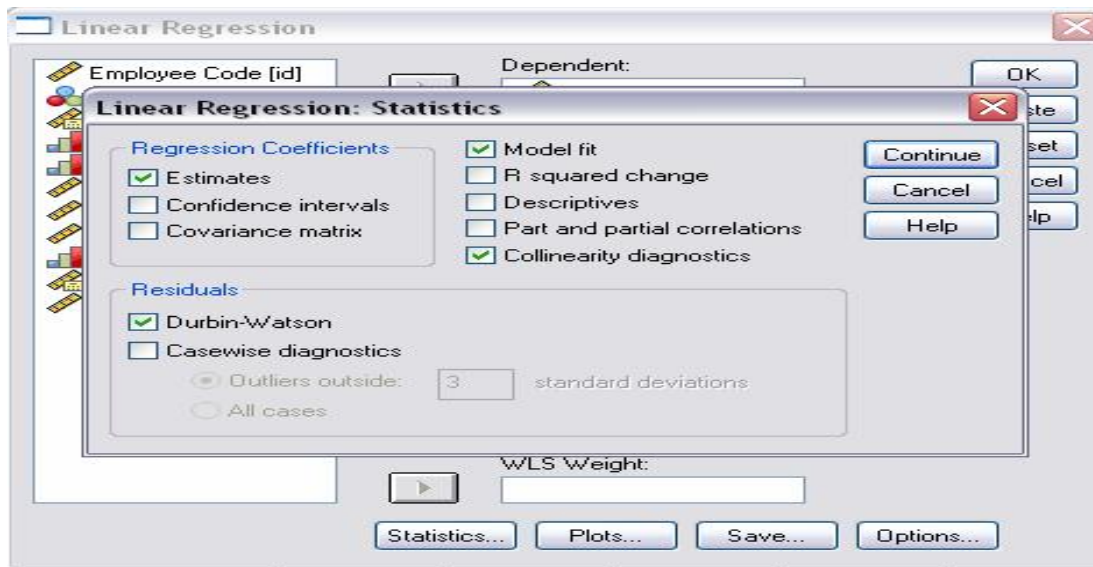 Linear Regression
Employee Code [id]
Dependent:
OK
Linear Regression: Statistics
Regression Coefficients
Estimates
Confidence intervals
Covariance matrix
Model fit
R squared change
Descriptives
Part and partial correlations
Collinearity diagnostics
Continue
Cancel
Help
ste
set
cel
elp
Residuals
Durbin-Watson
Casewise diagnostics
Outliers outside: 3 standard deviations
All cases
WLS Weight:
Statistics... Plots... Save... Options...